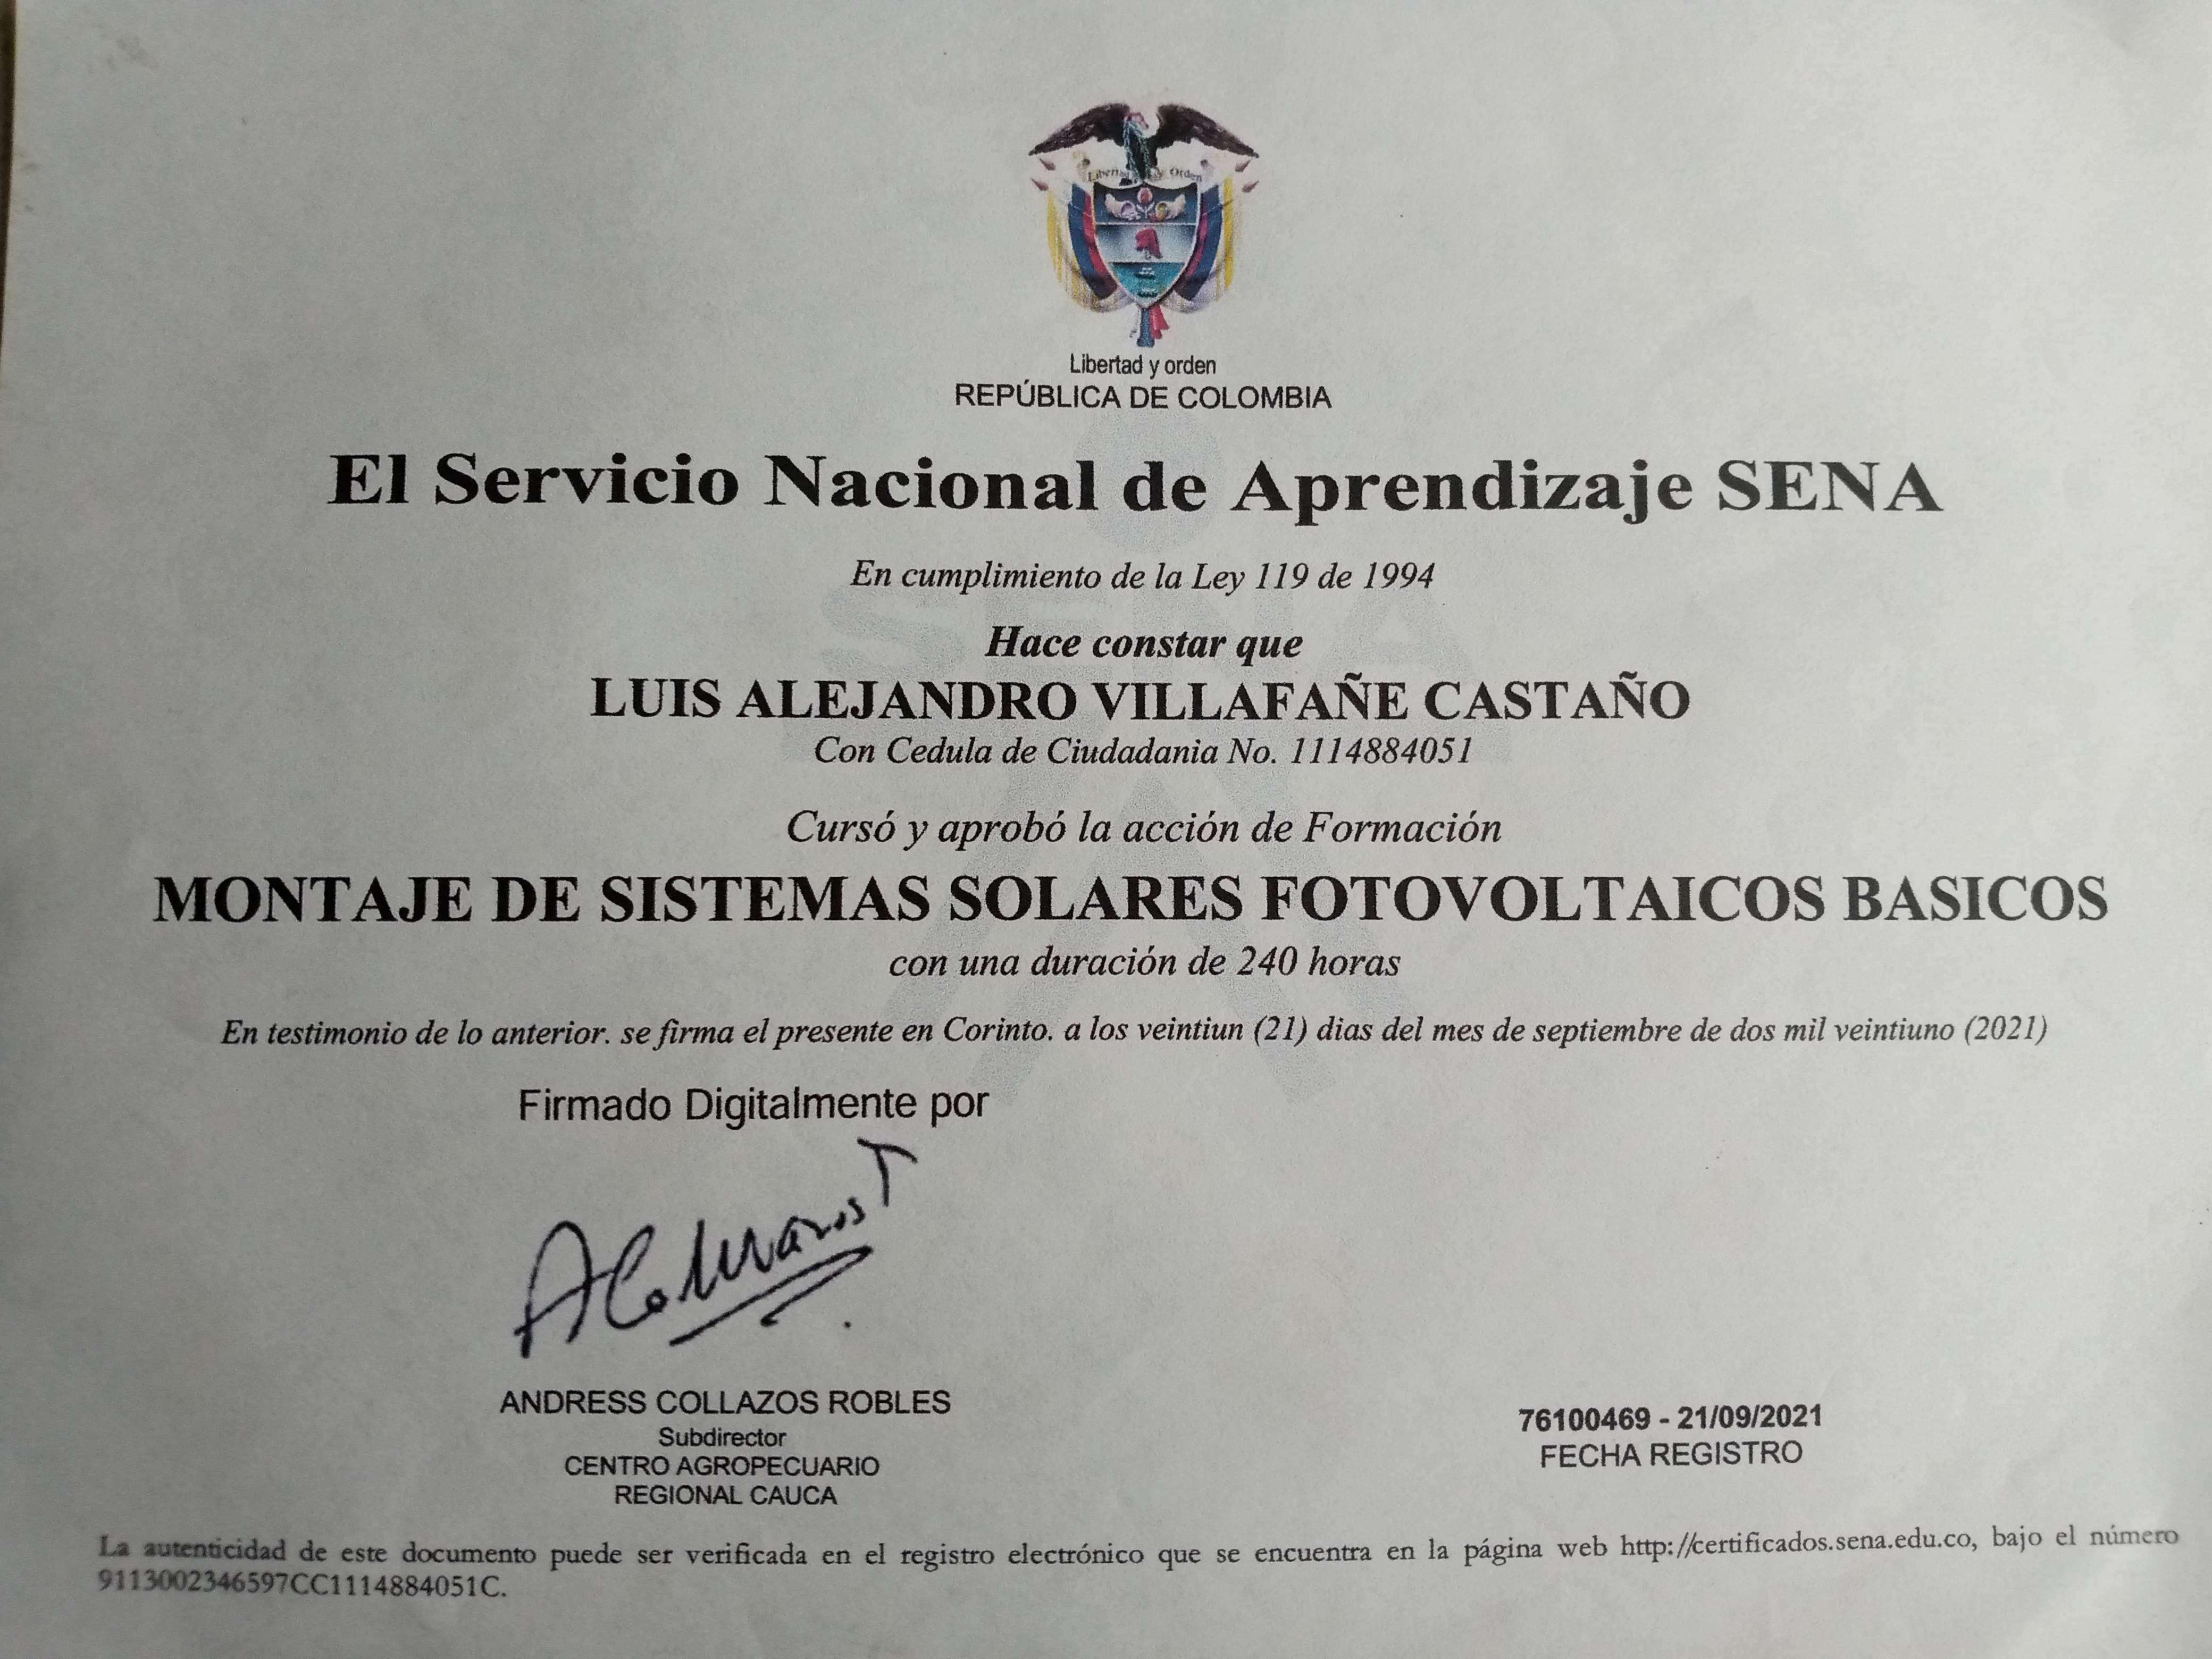 Libertad y Orden
Libertad y orden
REPÚBLICA DE COLOMBIA
El Servicio Nacional de Aprendizaje SENA
En cumplimiento de la Ley 119 de 1994
Hace constar que
LUIS ALEJANDRO VILLAFAÑE CASTAÑO
Con Cedula de Ciudadania No. 1114884051
Cursó y aprobó la acción de Formación
MONTAJE DE SISTEMAS SOLARES FOTOVOLTAICOS BASICOS
con una duración de 240 horas
En testimonio de lo anterior. se firma el presente en Corinto. a los veintiun (21) dias del mes de septiembre de dos mil veintiuno (2021)
Firmado Digitalmente por
ANDRESS COLLAZOS ROBLES
Subdirector
CENTRO AGROPECUARIO
REGIONAL CAUCA
76100469 - 21/09/2021
FECHA REGISTRO
La autenticidad de este documento puede ser verificada en el registro electrónico que se encuentra en la página web http://certificados.sena.edu.co, bajo el número
9113002346597CC1114884051C.